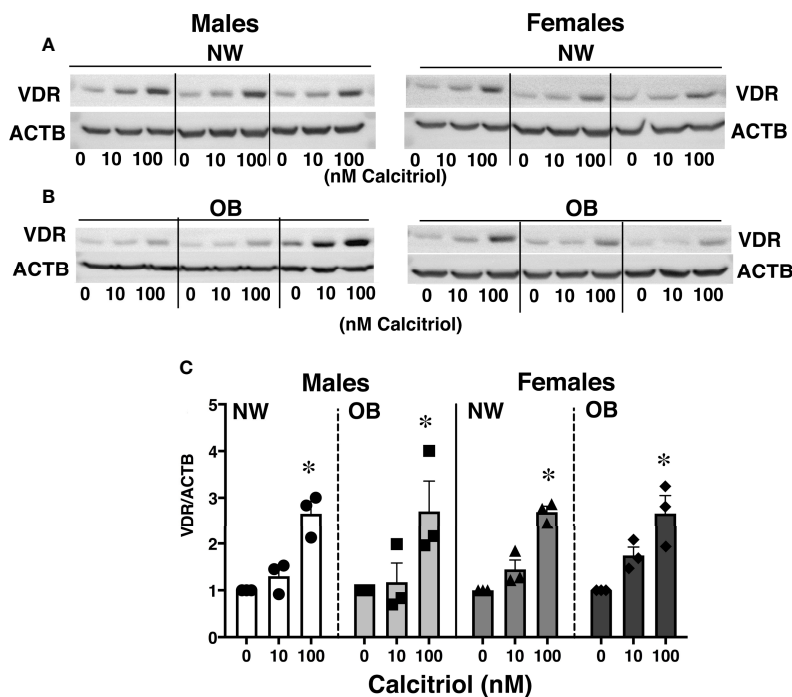 Males Females
A
NW NW
VDR VDR
ACTB ACTB
0 10 100 0 10 100 0 10 100 0 10 100 0 10 100 0 10 100
(nM Calcitriol)
B
OB OB
VDR VDR
ACTB ACTB
0 10 100 0 10 100 0 10 100 0 10 100 0 10 100 0 10 100
(nM Calcitriol)
C
Males Females
5
NW OB NW OB
4
3
2
1
0
VDR/ACTB
* * * *
0 10 100 0 10 100 0 10 100 0 10 100
Calcitriol (nM)